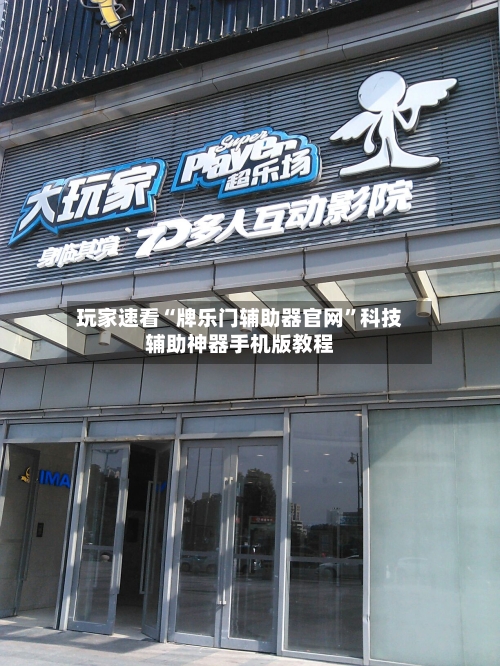 大玩家
Super
Player
超乐场
身临其境 7D多人互动影院
玩家速看“牌乐门辅助器官网”科技
辅助神器手机版教程
IMA